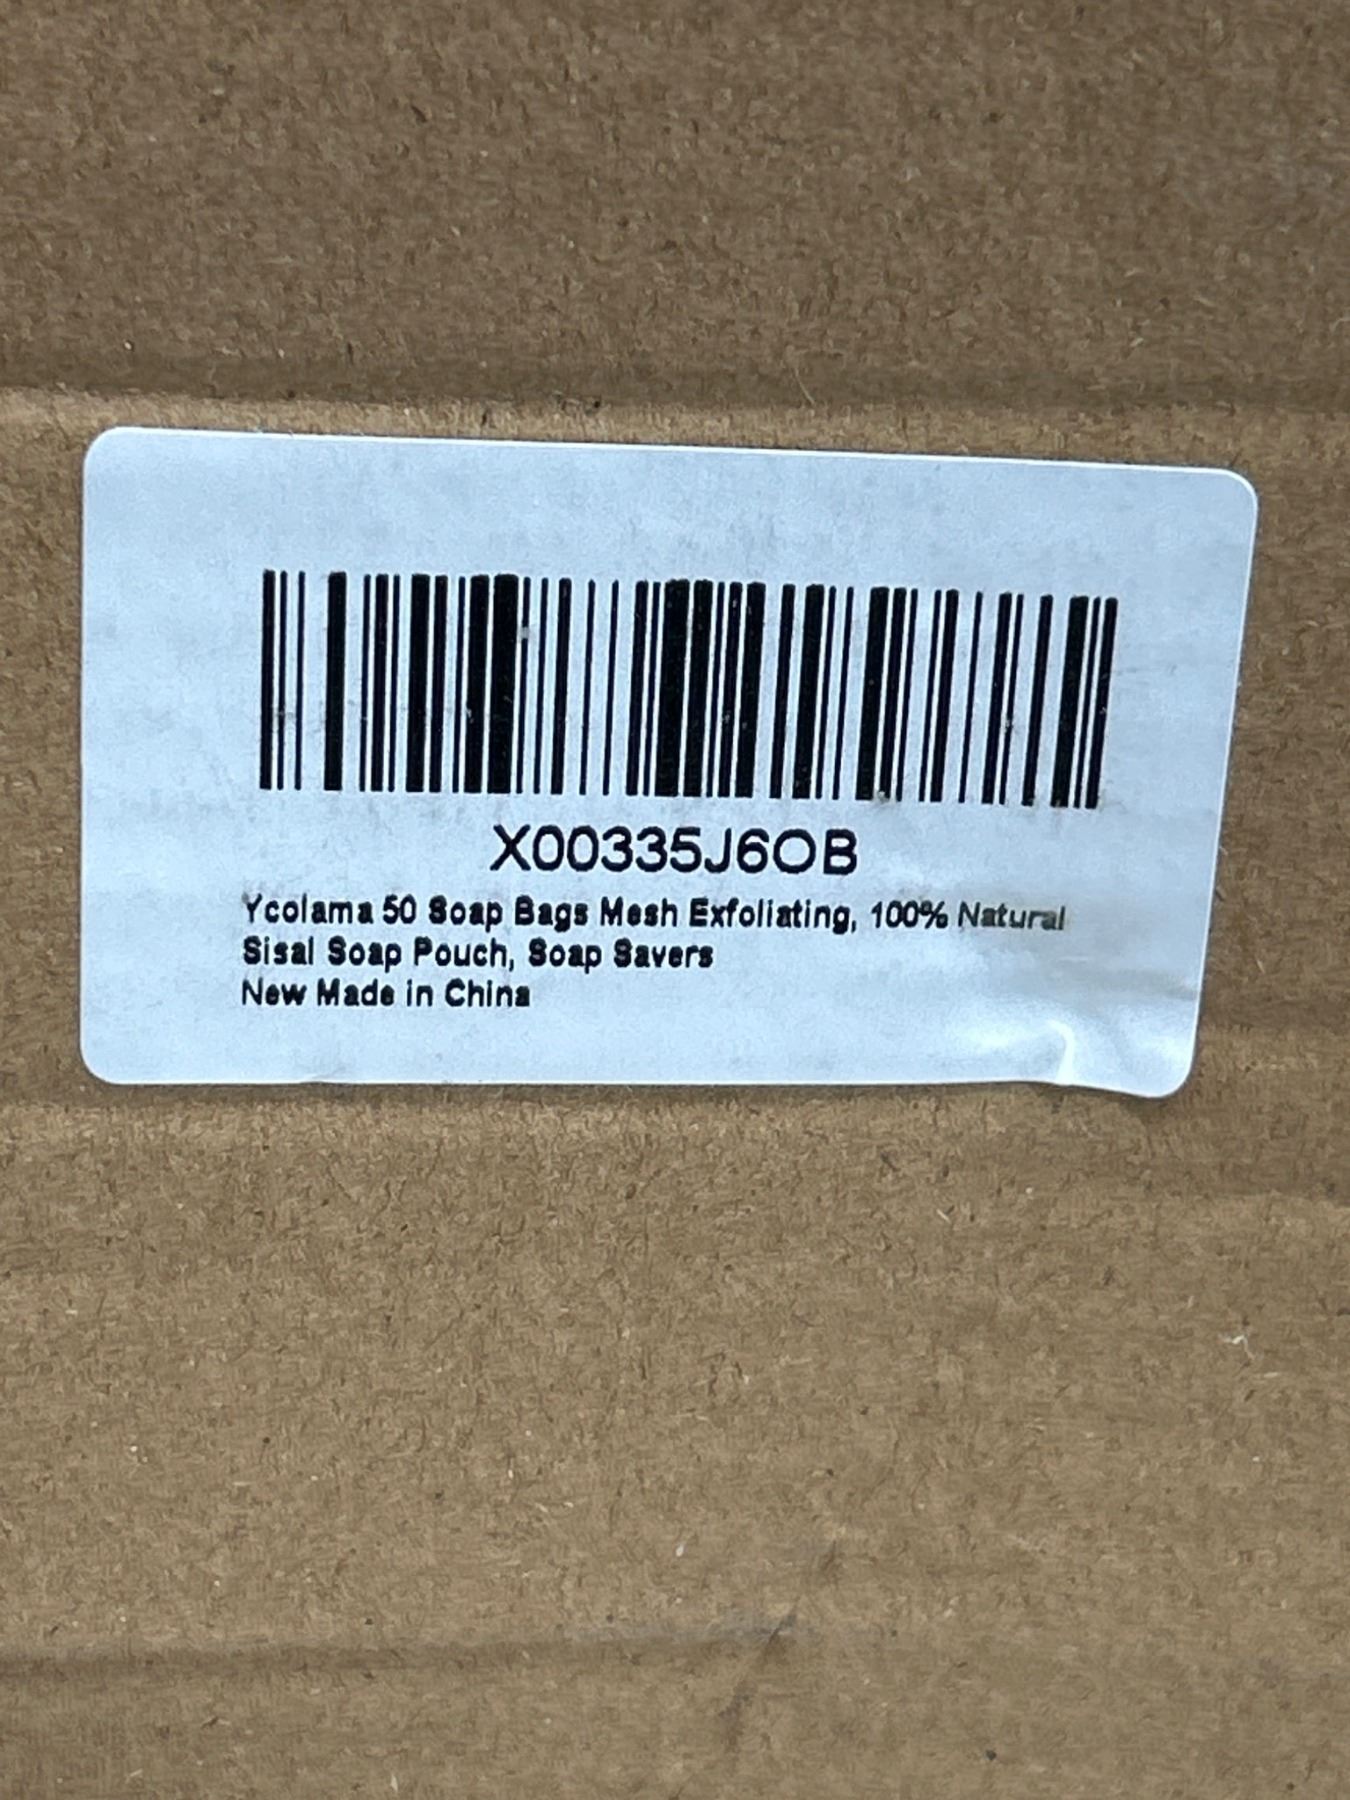 X00335J6OB
Ycolama 50 Soap Bags Mesh Exfoliating, 100% Natural
Sisal Soap Pouch, Soap Savers
New Made in China